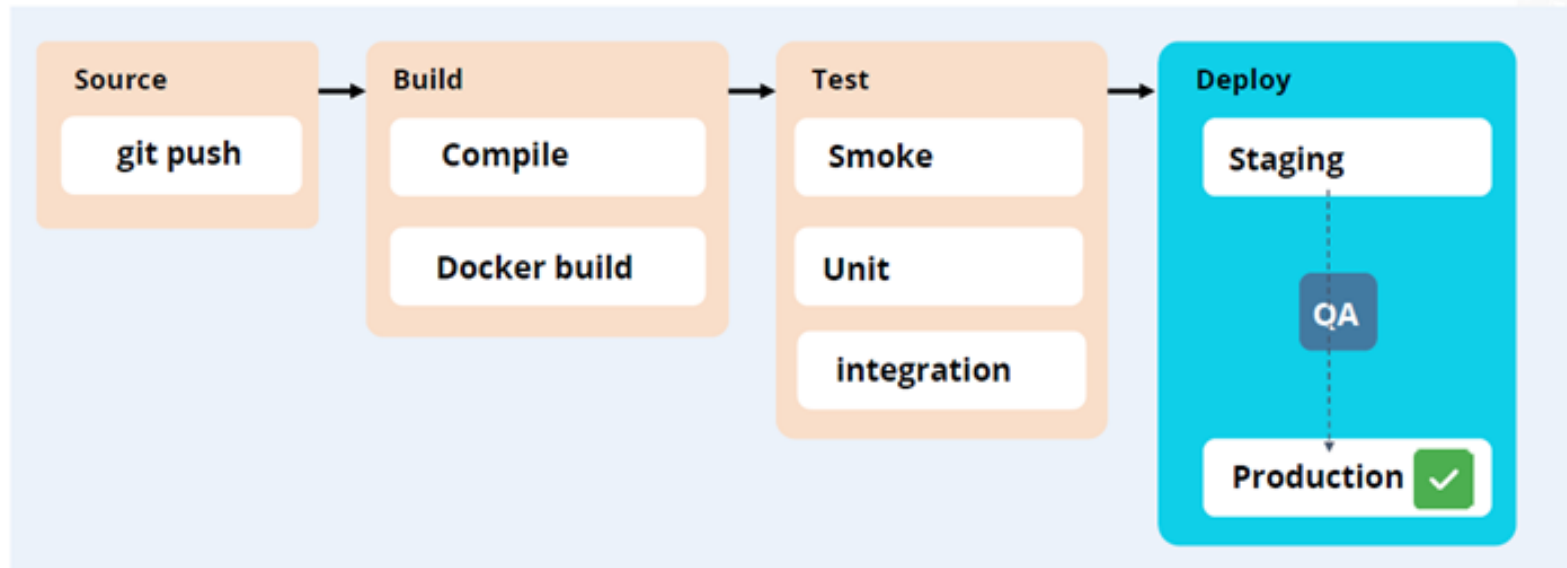 Source
git push
Build
Compile
Docker build
Test
Smoke
Unit
integration
Deploy
Staging
QA
Production